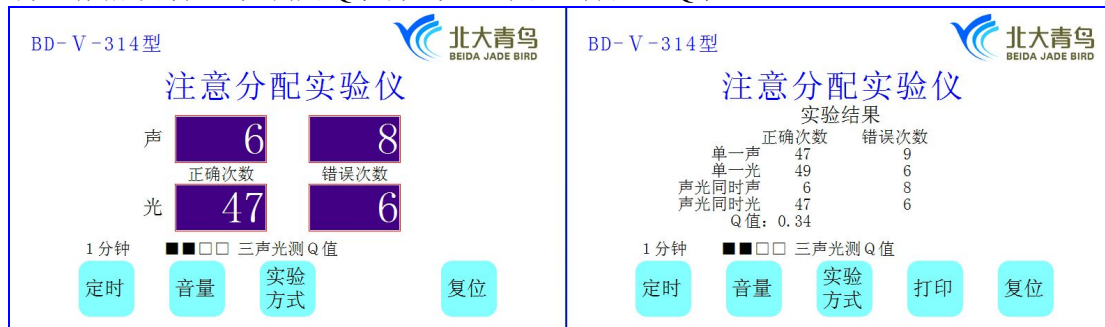 BD-Ⅴ-314型
北大青鸟
BEIDA JADE BIRD
注意分配实验仪
声 6 8
正确次数 错误次数
光 47 6
1分钟 ■■□□ 三声光测Q值
定时 音量 实验方式 复位
BD-Ⅴ-314型
北大青鸟
BEIDA JADE BIRD
注意分配实验仪
实验结果
正确次数 错误次数
单一声 47 9
单一光 49 6
声光同时声 6 8
声光同时光 47 6
Q值：0.34
1分钟 ■■□□ 三声光测Q值
定时 音量 实验方式 打印 复位